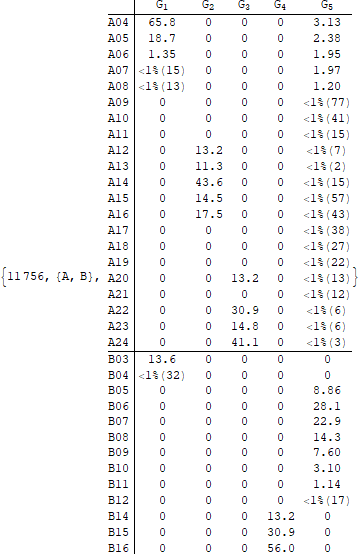 G₁ G₂ G₃ G₄ G₅
A04 65.8 0 0 0 3.13
A05 18.7 0 0 0 2.38
A06 1.35 0 0 0 1.95
A07 <1%(15) 0 0 0 1.97
A08 <1%(13) 0 0 0 1.20
A09 0 0 0 0 <1%(77)
A10 0 0 0 0 <1%(41)
A11 0 0 0 0 <1%(15)
A12 0 13.2 0 0 <1%(7)
A13 0 11.3 0 0 <1%(2)
A14 0 43.6 0 0 <1%(15)
A15 0 14.5 0 0 <1%(57)
A16 0 17.5 0 0 <1%(43)
A17 0 0 0 0 <1%(38)
A18 0 0 0 0 <1%(27)
A19 0 0 0 0 <1%(22)
{11756, {A, B}, A20 0 0 13.2 0 <1%(13)}
A21 0 0 0 0 <1%(12)
A22 0 0 30.9 0 <1%(6)
A23 0 0 14.8 0 <1%(6)
A24 0 0 41.1 0 <1%(3)
B03 13.6 0 0 0 0
B04 <1%(32) 0 0 0 0
B05 0 0 0 0 8.86
B06 0 0 0 0 28.1
B07 0 0 0 0 22.9
B08 0 0 0 0 14.3
B09 0 0 0 0 7.60
B10 0 0 0 0 3.10
B11 0 0 0 0 1.14
B12 0 0 0 0 <1%(17)
B14 0 0 0 13.2 0
B15 0 0 0 30.9 0
B16 0 0 0 56.0 0